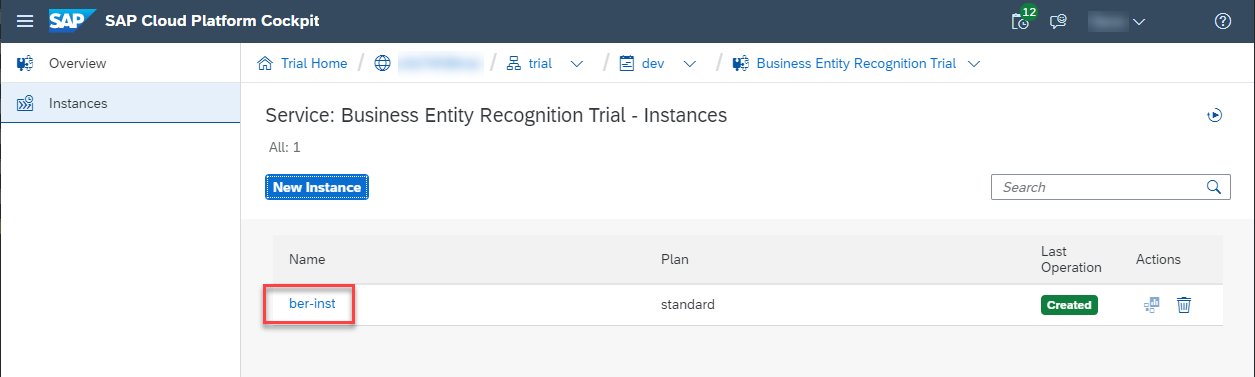 SAP SAP Cloud Platform Cockpit 12
Overview
Trial Home / / trial / dev / Business Entity Recognition Trial
Instances
Service: Business Entity Recognition Trial - Instances
All: 1
New Instance
Search
Name Plan Last Operation Actions
ber-inst standard Created